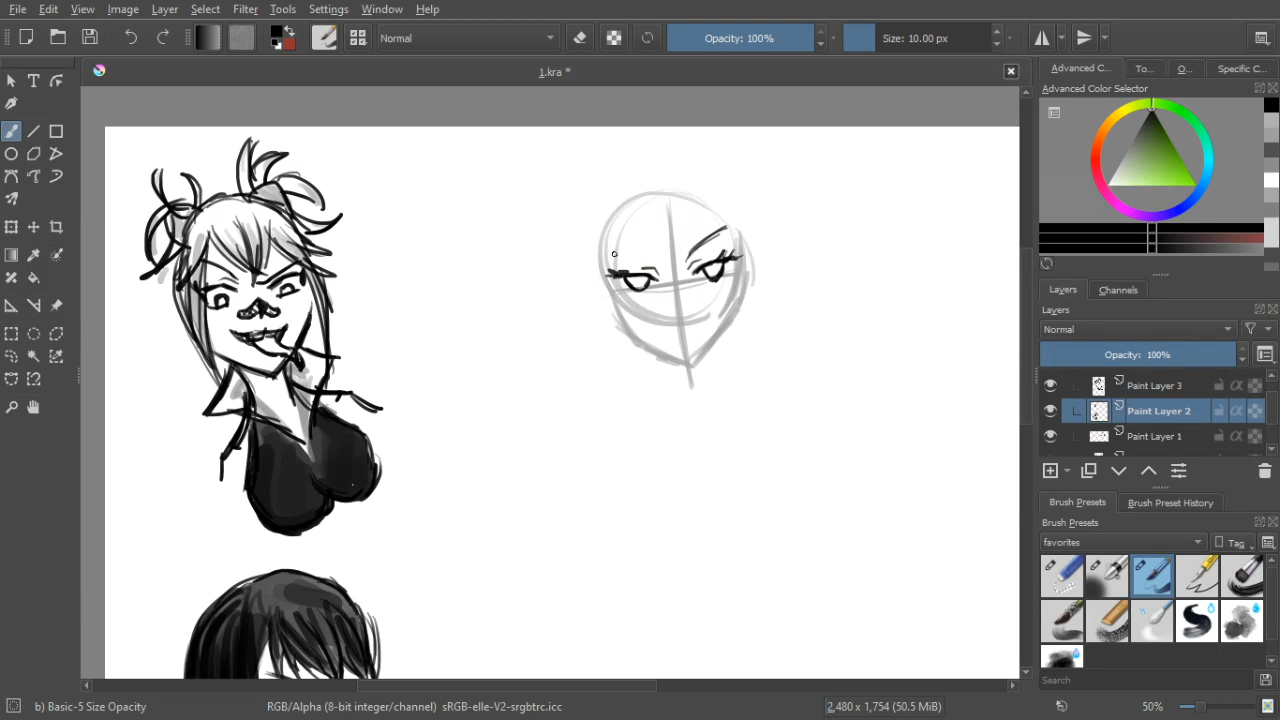 File Edit View Image Layer Select Filter Tools Settings Window Help
Normal Opacity: 100% Size: 10.00 px
1.kra *
Advanced C... To... O... Specific C...
Advanced Color Selector
Layers Channels
Layers
Normal
Opacity: 100%
Paint Layer 3
Paint Layer 2
Paint Layer 1
Brush Presets Brush Preset History
Brush Presets
favorites Tag
Search
b) Basic-5 Size Opacity RGB/Alpha (8-bit integer/channel) sRGB-elle-V2-srgbtrc.icc 2,480 x 1,754 (50.5 MiB) 50%